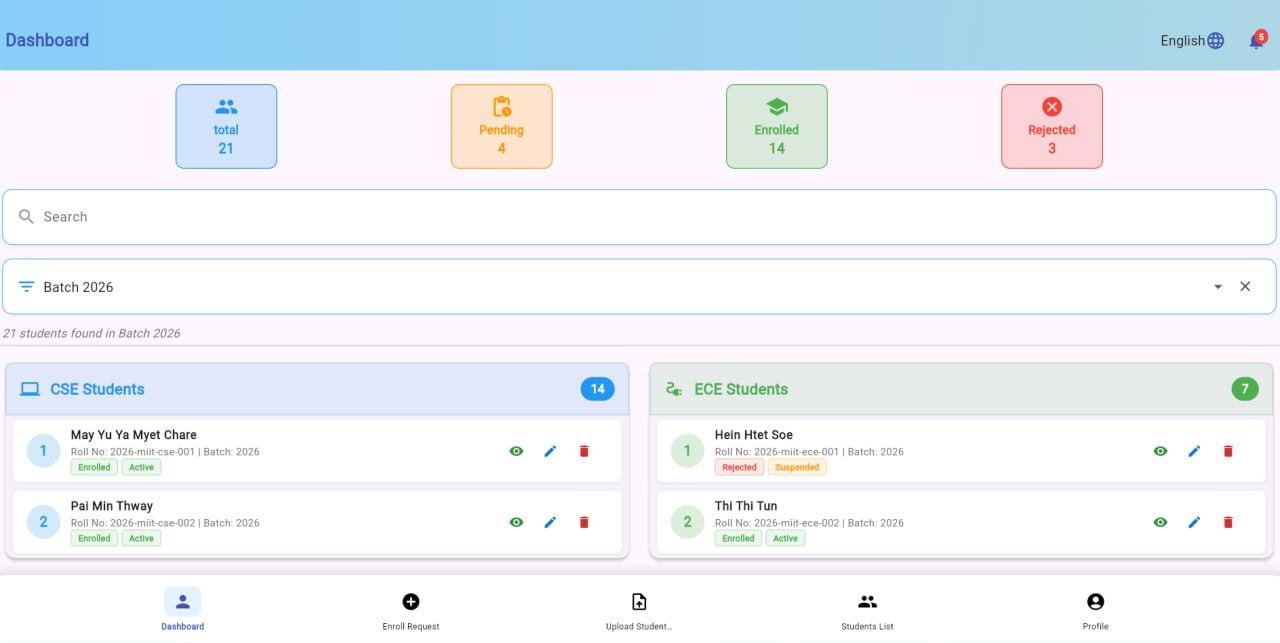 Dashboard
English
5
total
21
Pending
4
Enrolled
14
Rejected
3
Search
Batch 2026
21 students found in Batch 2026
CSE Students
14
1
May Yu Ya Myet Chare
Roll No: 2026-miit-cse-001 | Batch: 2026
Enrolled Active
2
Pai Min Thway
Roll No: 2026-miit-cse-002 | Batch: 2026
Enrolled Active
ECE Students
7
1
Hein Htet Soe
Roll No: 2026-miit-ece-001 | Batch: 2026
Rejected Suspended
2
Thi Thi Tun
Roll No: 2026-miit-ece-002 | Batch: 2026
Enrolled Active
Dashboard
Enroll Request
Upload Student...
Students List
Profile